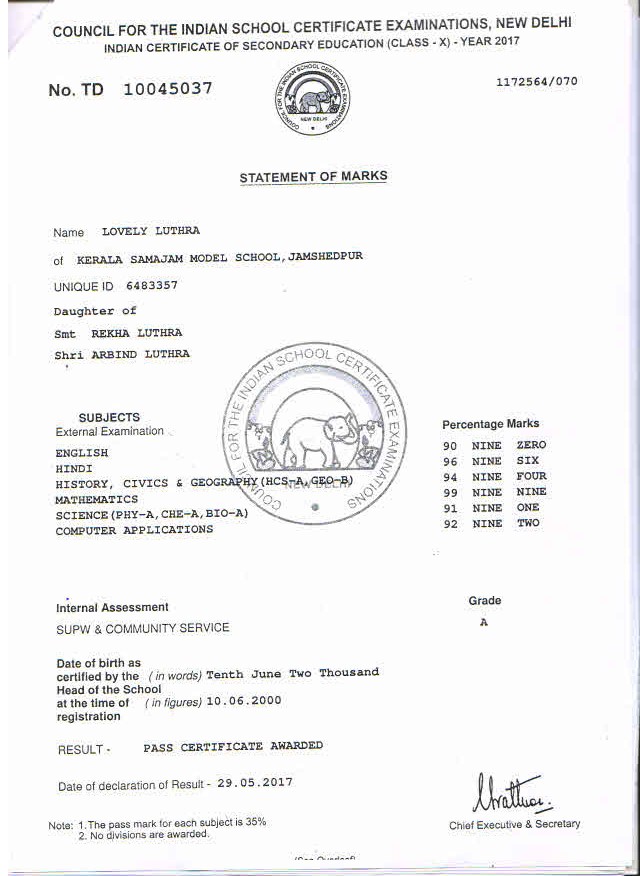 COUNCIL FOR THE INDIAN SCHOOL CERTIFICATE EXAMINATIONS, NEW DELHI
INDIAN CERTIFICATE OF SECONDARY EDUCATION (CLASS - X) - YEAR 2017
No. TD 10045037
1172564/070
COUNCIL FOR THE INDIAN SCHOOL CERTIFICATE EXAMINATIONS
NEW DELHI
STATEMENT OF MARKS
Name LOVELY LUTHRA
of KERALA SAMAJAM MODEL SCHOOL, JAMSHEDPUR
UNIQUE ID 6483357
Daughter of
Smt REKHA LUTHRA
Shri ARBIND LUTHRA
COUNCIL FOR THE INDIAN SCHOOL CERTIFICATE EXAMINATIONS
NEW DELHI
SUBJECTS Percentage Marks
External Examination
ENGLISH 90 NINE ZERO
HINDI 96 NINE SIX
HISTORY, CIVICS & GEOGRAPHY(HCS-A,GEO-B) 94 NINE FOUR
MATHEMATICS 99 NINE NINE
SCIENCE(PHY-A,CHE-A,BIO-A) 91 NINE ONE
COMPUTER APPLICATIONS 92 NINE TWO
Internal Assessment Grade
SUPW & COMMUNITY SERVICE A
Date of birth as
certified by the (in words) Tenth June Two Thousand
Head of the School
at the time of (in figures) 10.06.2000
registration
RESULT - PASS CERTIFICATE AWARDED
Date of declaration of Result - 29.05.2017
Chief Executive & Secretary
Note: 1.The pass mark for each subject is 35%
2. No divisions are awarded.